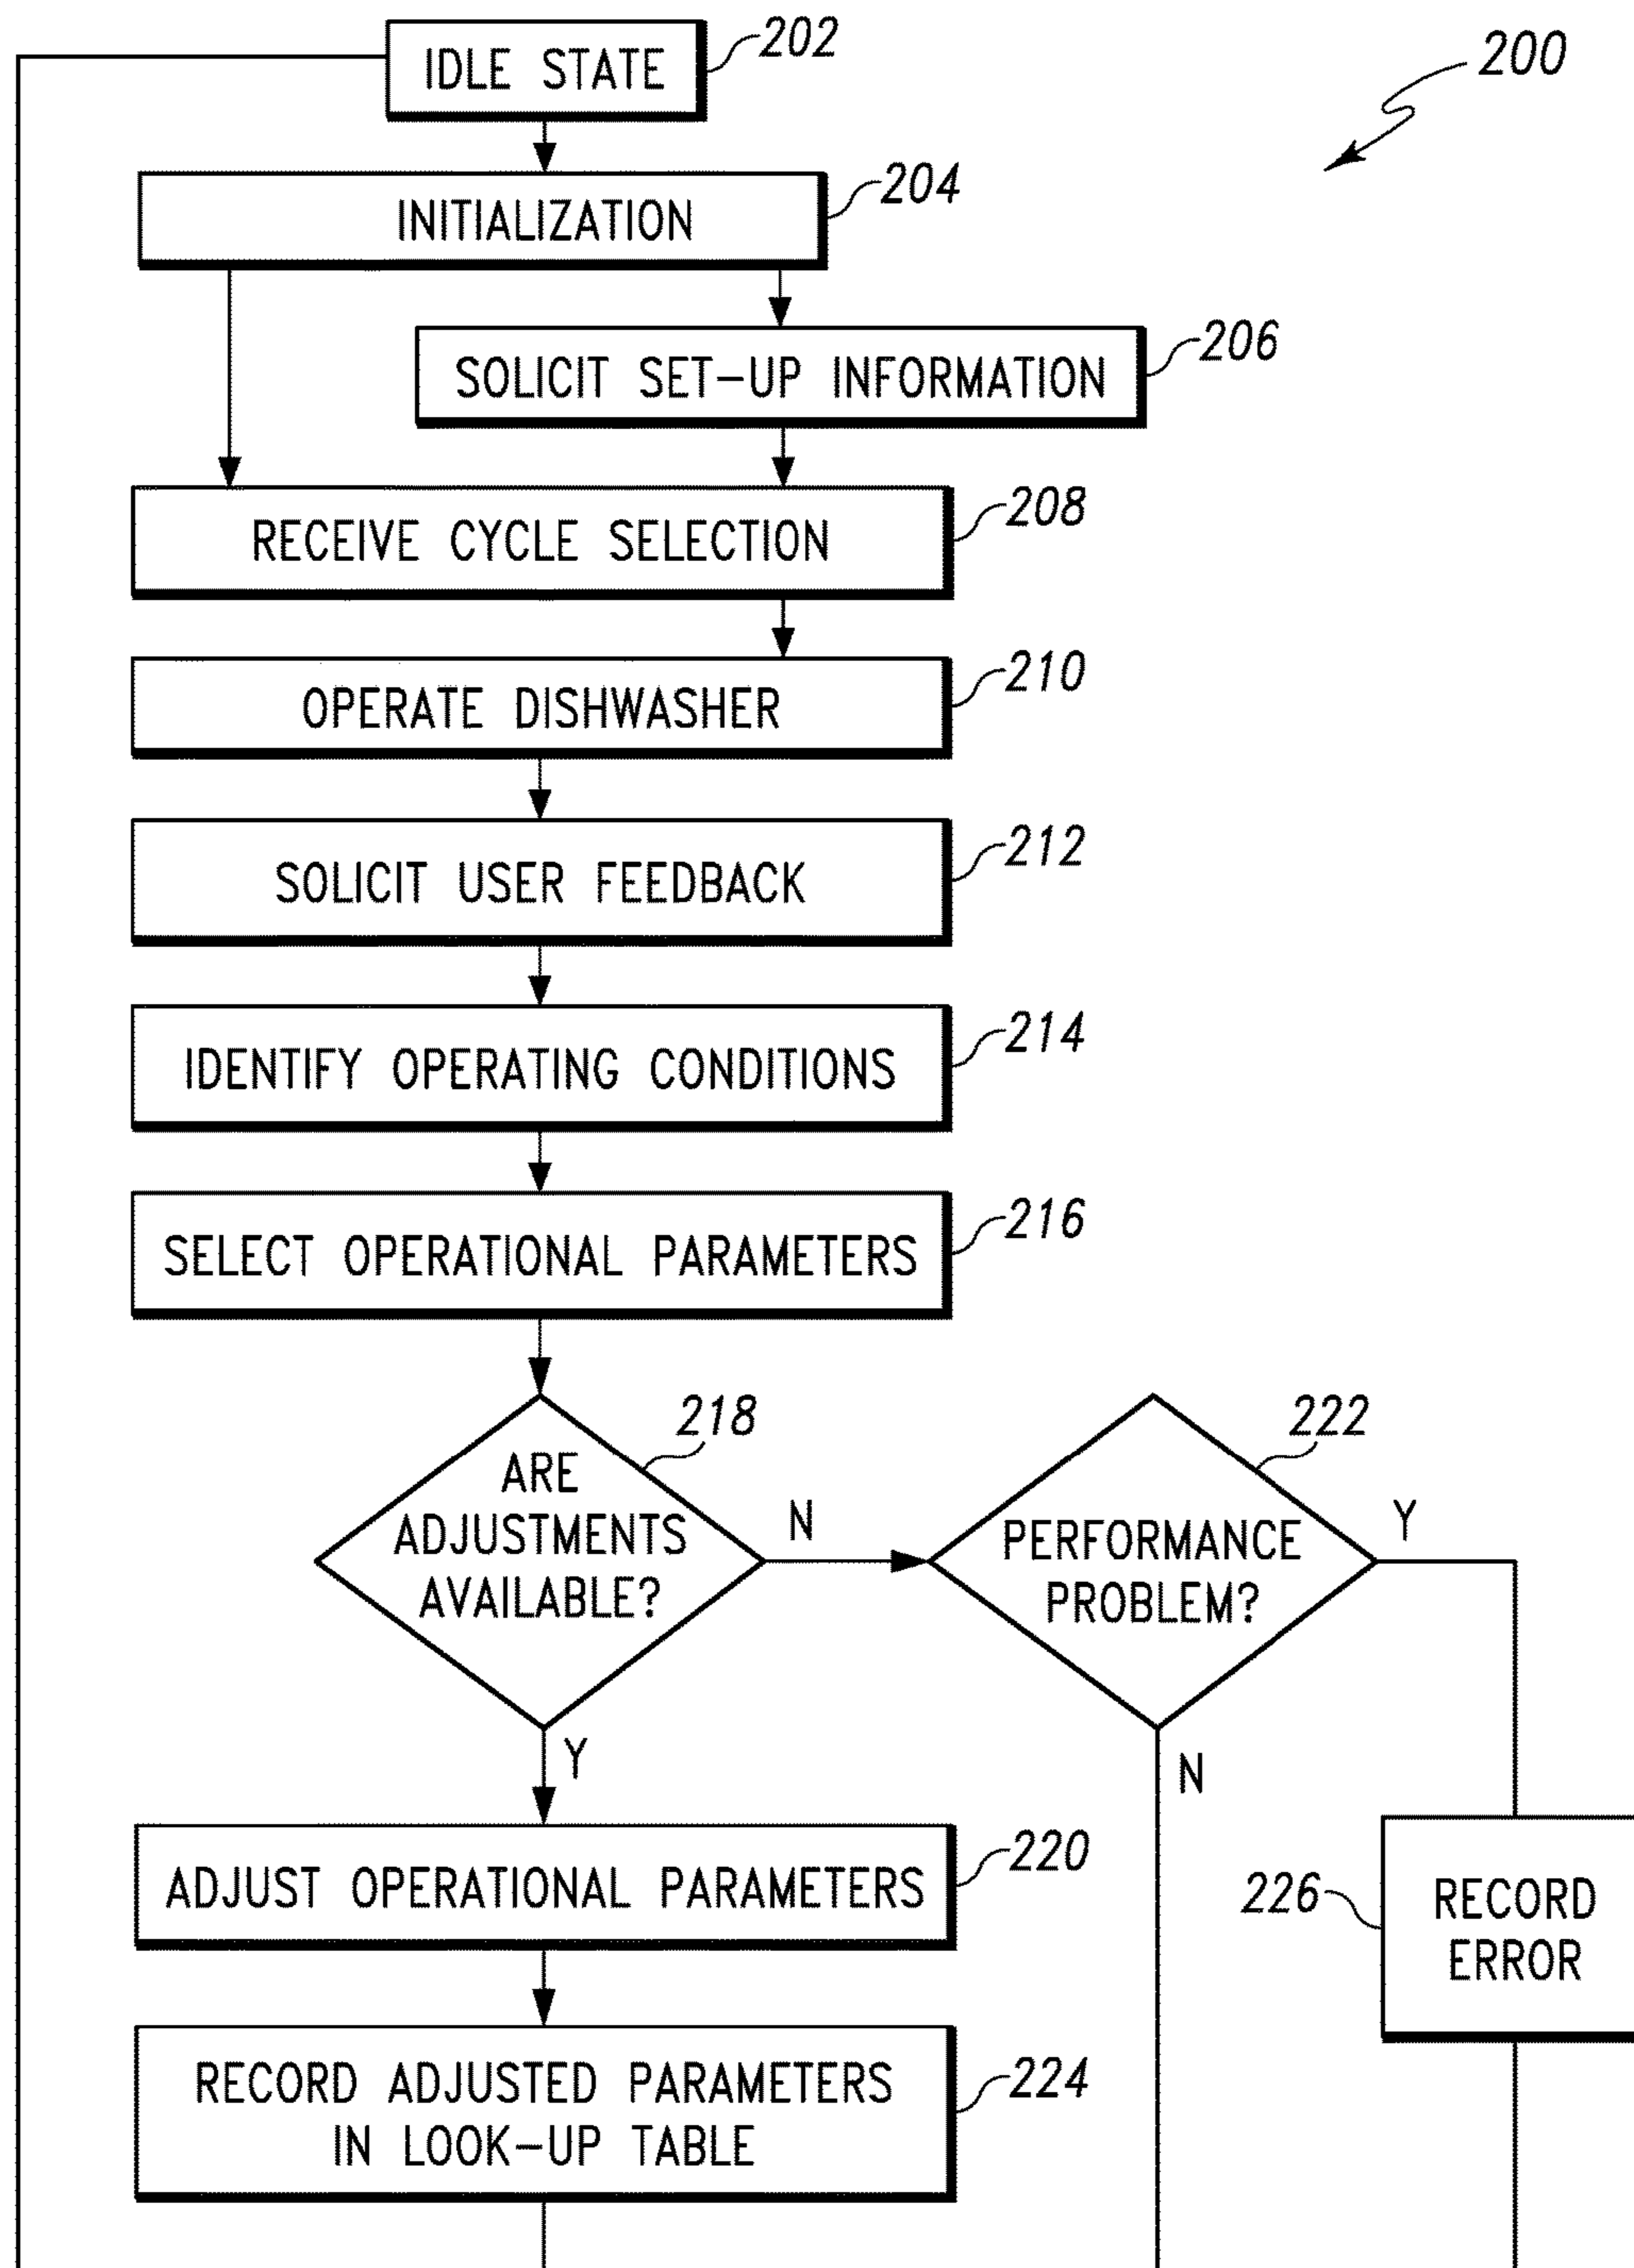 IDLE STATE
202
200
INITIALIZATION
204
SOLICIT SET-UP INFORMATION
206
RECEIVE CYCLE SELECTION
208
OPERATE DISHWASHER
210
SOLICIT USER FEEDBACK
212
IDENTIFY OPERATING CONDITIONS
214
SELECT OPERATIONAL PARAMETERS
216
ARE
ADJUSTMENTS
AVAILABLE?
218
N
PERFORMANCE
PROBLEM?
222
Y
Y
N
ADJUST OPERATIONAL PARAMETERS
220
226
RECORD
ERROR
RECORD ADJUSTED PARAMETERS
IN LOOK-UP TABLE
224